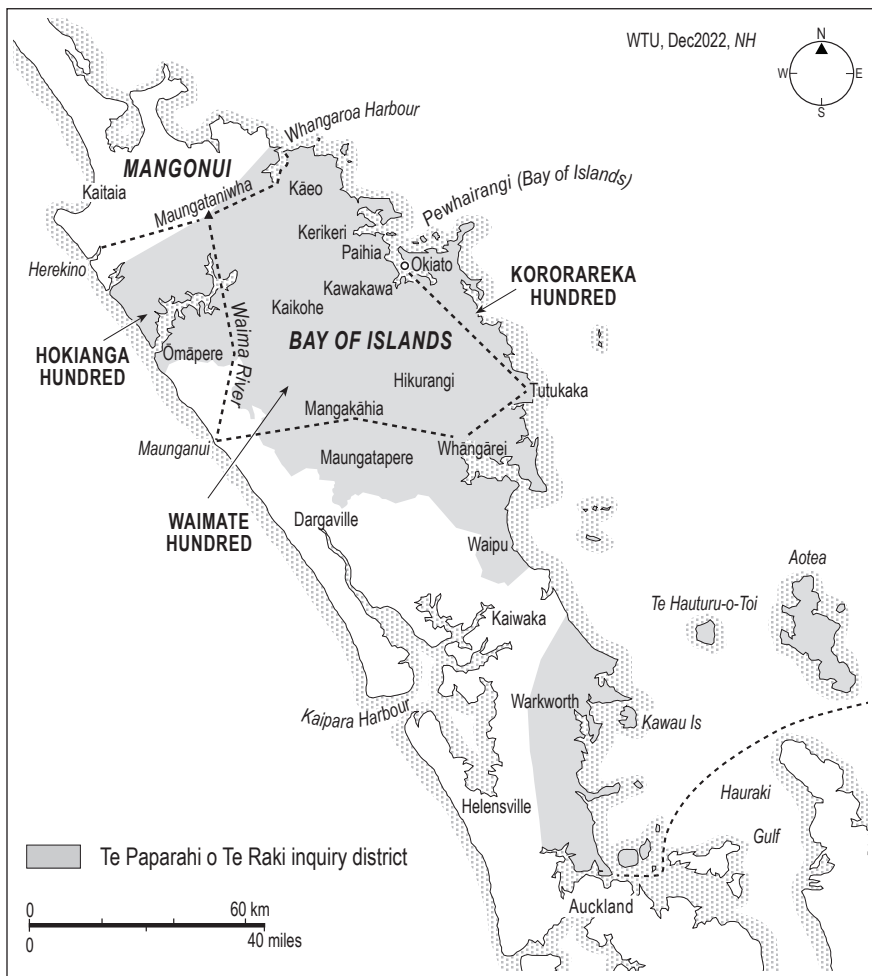 WTU, Dec2022, NH
N
W
E
S
Whangaroa Harbour
MANGONUI
Kaitaia
Maungataniwha
Kāeo
Pewhairangi (Bay of Islands)
Kerikeri
Paihia
Okiato
Herekino
Kawakawa
KORORAREKA
HUNDRED
Kaikohe
Waima River
HOKIANGA
HUNDRED
Ōmāpere
BAY OF ISLANDS
Hikurangi
Tutukaka
Mangakāhia
Maunganui
Whāngārei
Maungatapere
WAIMATE
HUNDRED
Dargaville
Waipu
Aotea
Te Hauturu-o-Toi
Kaiwaka
Warkworth
Kaipara Harbour
Kawau Is
Helensville
Hauraki
Gulf
Te Paparahi o Te Raki inquiry district
Auckland
0
60 km
0
40 miles